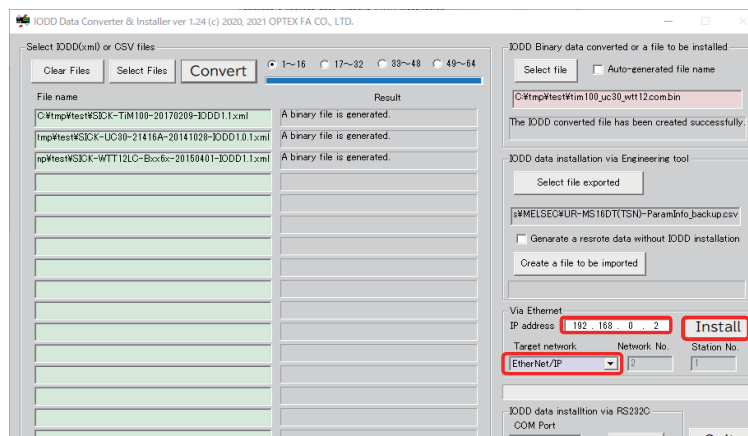 IODD Data Converter & Installer ver 1.24 (c) 2020, 2021 OPTEX FA CO., LTD.
Select IODD(xml) or CSV files
Clear Files
Select Files
Convert
1～16
17～32
33～48
49～64
File name
Result
C:¥tmp¥test¥SICK-TiM100-20170209-IODD1.1.xml
A binary file is generated.
tmp¥test¥SICK-UC30-21416A-20141028-IODD1.0.1.xml
A binary file is generated.
np¥test¥SICK-WTT12LC-Bxx6x-20150401-IODD1.1.xml
A binary file is generated.
IODD Binary data converted or a file to be installed
Select file
Auto-generated file name
C:¥tmp¥test¥tim100_uc30_wtt12.com.bin
The IODD converted file has been created successfully.
IODD data installation via Engineering tool
Select file exported
s¥MELSEC¥UR-MS16DT(TSN)-ParamInfo_backup.csv
Genarate a resrote data without IODD installation
Create a file to be imported
Via Ethernet
IP address
192 . 168 . 0 . 2
Install
Target network
Network No.
Station No.
EtherNet/IP
2
1
IODD data installtion via RS232C
COM Port